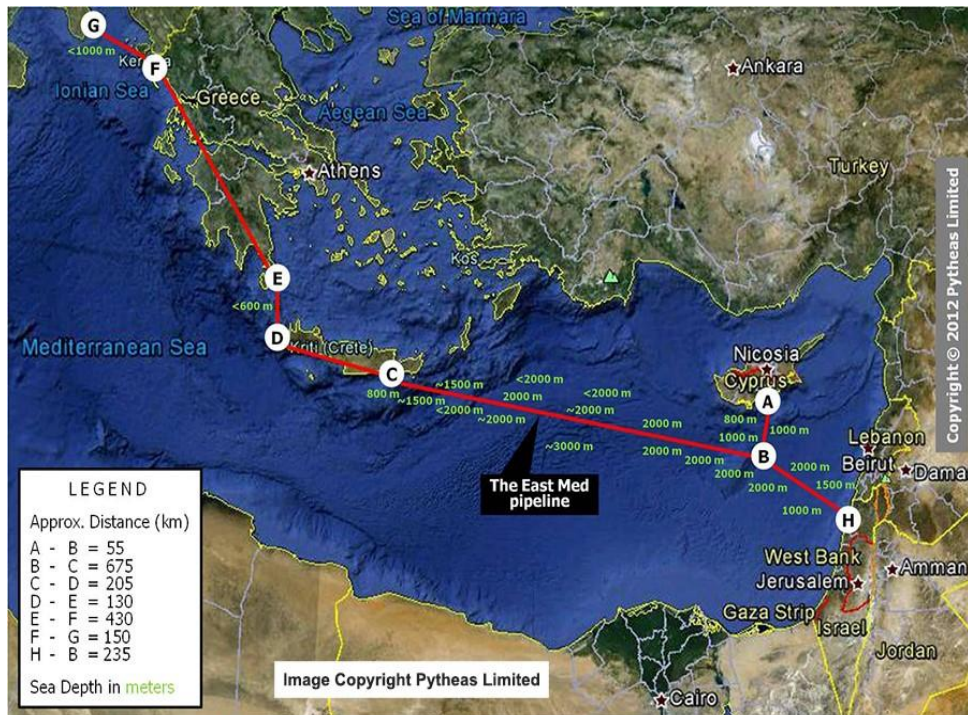 Sea of Marmara
G
<1000 m
F
Ionian Sea
Greece
Aegean Sea
Ankara
Athens
Turkey
Kos
E
<600 m
D
Mediterranean Sea
Kriti (Crete)
C
800 m
~1500 m
~1500 m
<2000 m
2000 m
<2000 m
<2000 m
~2000 m
~2000 m
~3000 m
2000 m
2000 m
2000 m
2000 m
2000 m
Nicosia
Cyprus
A
800 m
1000 m
1000 m
B
2000 m
1500 m
1000 m
H
Lebanon
Beirut
Dama
The East Med
pipeline
West Bank
Jerusalem
Amman
Gaza Strip
Israel
Jordan
Cairo
LEGEND
Approx. Distance (km)
A - B = 55
B - C = 675
C - D = 205
D - E = 130
E - F = 430
F - G = 150
H - B = 235
Sea Depth in meters
Image Copyright Pytheas Limited
Copyright © 2012 Pytheas Limited